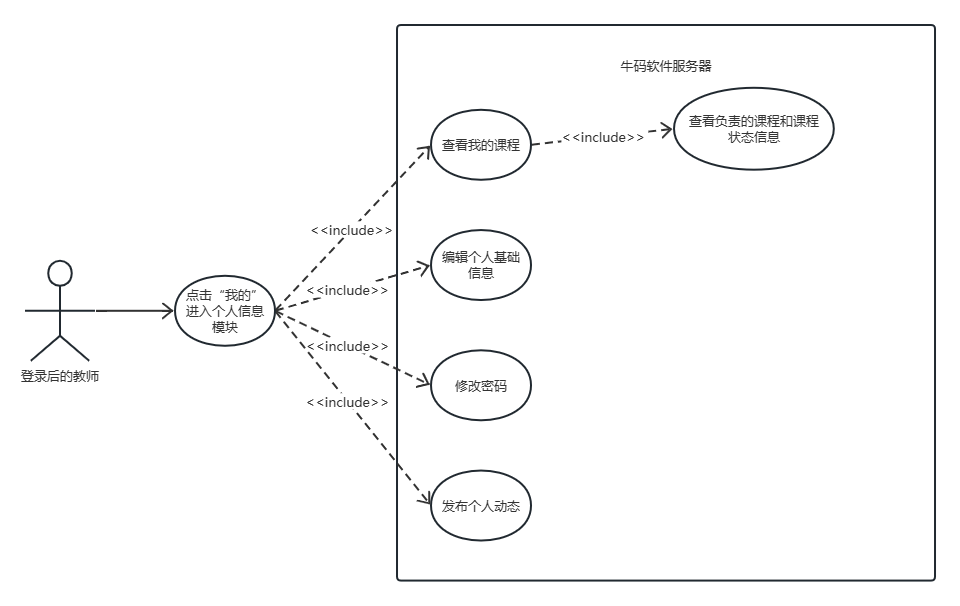 牛码软件服务器
查看负责的课程和课程
状态信息
<<include>>
查看我的课程
<<include>>
编辑个人基础
信息
<<include>>
点击“我的”
进入个人信息
模块
<<include>>
登录后的教师
修改密码
<<include>>
发布个人动态